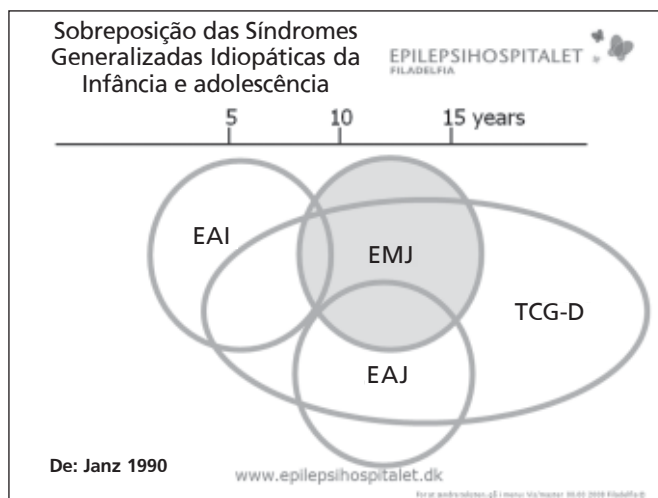 Sobreposição das Síndromes
Generalizadas Idiopáticas da
Infância e adolescência
EPILEPSIHOSPITALET
FILADELFIA
5 10 15 years
EAI
EMJ
TCG-D
EAJ
De: Janz 1990
www.epilepsihospitalet.dk